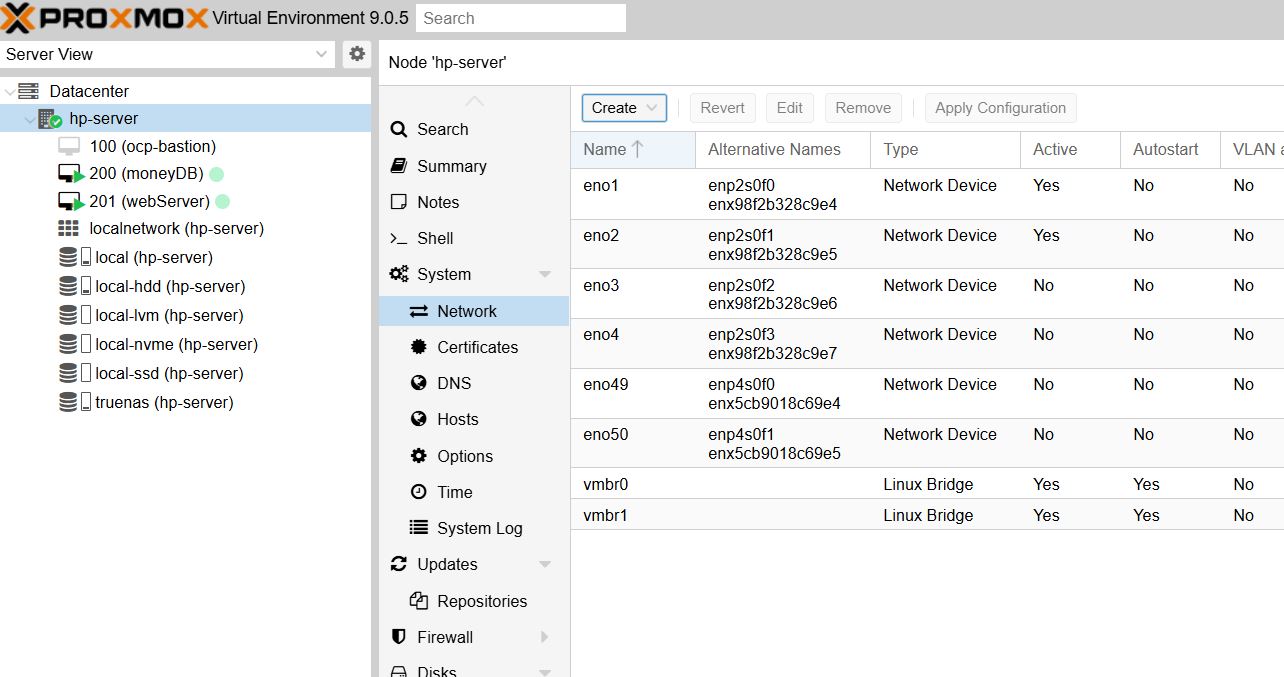 PROXMOX Virtual Environment 9.0.5 Search
Server View
Datacenter
hp-server
100 (ocp-bastion)
200 (moneyDB)
201 (webServer)
localnetwork (hp-server)
local (hp-server)
local-hdd (hp-server)
local-lvm (hp-server)
local-nvme (hp-server)
local-ssd (hp-server)
truenas (hp-server)
Node 'hp-server'
Search
Summary
Notes
Shell
System
Network
Certificates
DNS
Hosts
Options
Time
System Log
Updates
Repositories
Firewall
Disks
Create Revert Edit Remove Apply Configuration
Name Alternative Names Type Active Autostart VLAN a
eno1 enp2s0f0 Network Device Yes No No
enx98f2b328c9e4
eno2 enp2s0f1 Network Device Yes No No
enx98f2b328c9e5
eno3 enp2s0f2 Network Device No No No
enx98f2b328c9e6
eno4 enp2s0f3 Network Device No No No
enx98f2b328c9e7
eno49 enp4s0f0 Network Device No No No
enx5cb9018c69e4
eno50 enp4s0f1 Network Device No No No
enx5cb9018c69e5
vmbr0 Linux Bridge Yes Yes No
vmbr1 Linux Bridge Yes Yes No